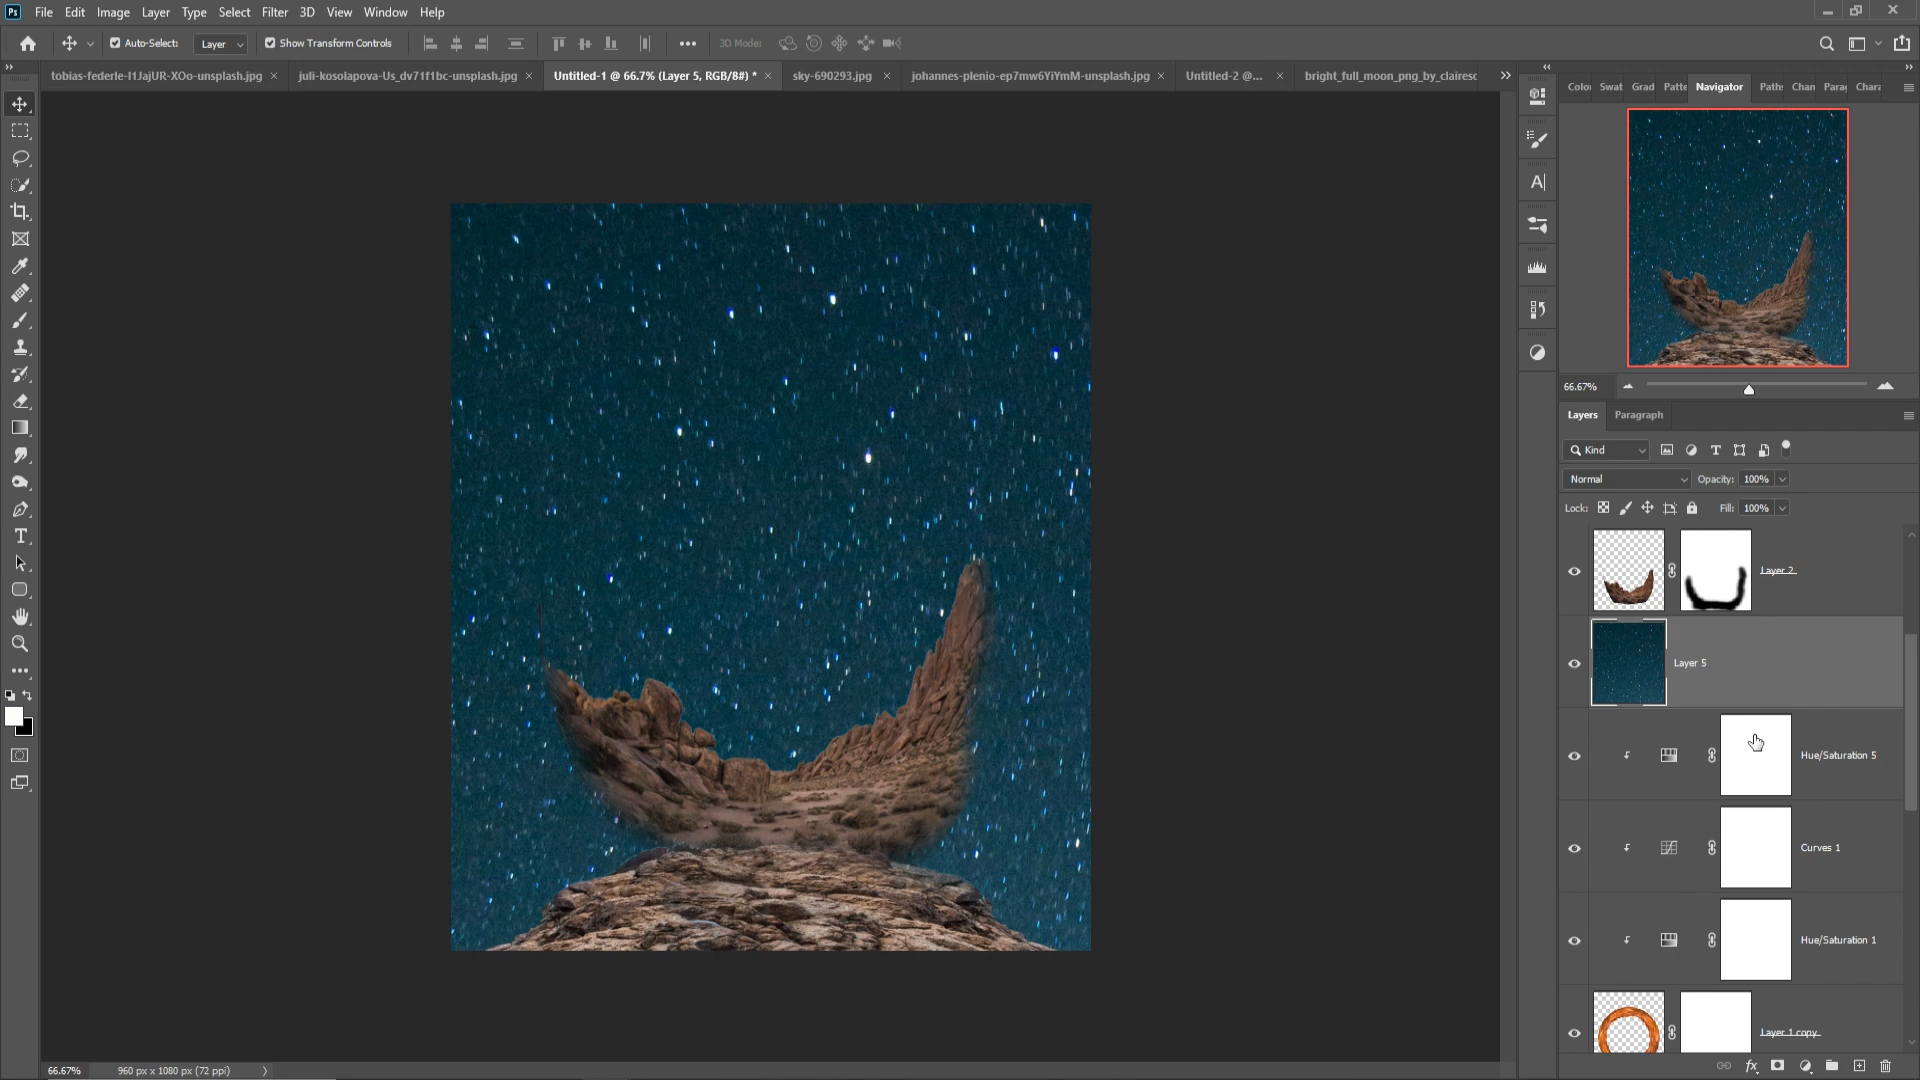 Ps File Edit Image Layer Type Select Filter 3D View Window Help
Auto-Select: Layer Show Transform Controls 3D Mode:
tobias-federle-I1JajUR-XOo-unsplash.jpg × juli-kosolapova-Us_dv71f1bc-unsplash.jpg × Untitled-1 @ 66.7% (Layer 5, RGB/8#) * × sky-690293.jpg × johannes-plenio-ep7mw6YiYmM-unsplash.jpg × Untitled-2 @... × bright_full_moon_png_by_clairesc
Colo Swat Grad Patte Navigator Paths Chan Parag Chara
66.67%
Layers Paragraph
Kind
Normal Opacity: 100%
Lock: Fill: 100%
Layer 2
Layer 5
Hue/Saturation 5
Curves 1
Hue/Saturation 1
Layer 1 copy
66.67% 960 px x 1080 px (72 ppi)